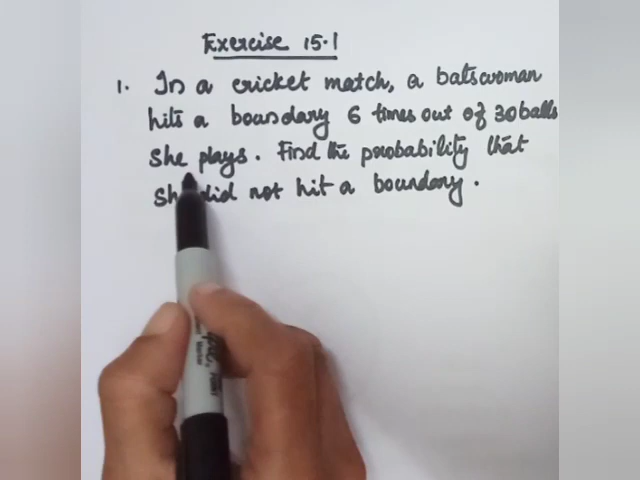 Exercise 15.1
1. In a cricket match, a batswoman
hits a boundary 6 times out of 30 balls
She plays. Find the probability that
did not hit a boundary.